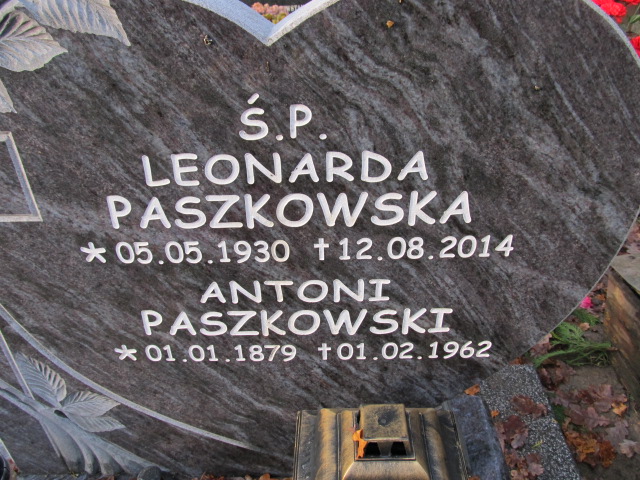 Ś.P.
LEONARDA
PASZKOWSKA
* 05.05.1930 † 12.08.2014
ANTONI
PASZKOWSKI
* 01.01.1879 † 01.02.1962